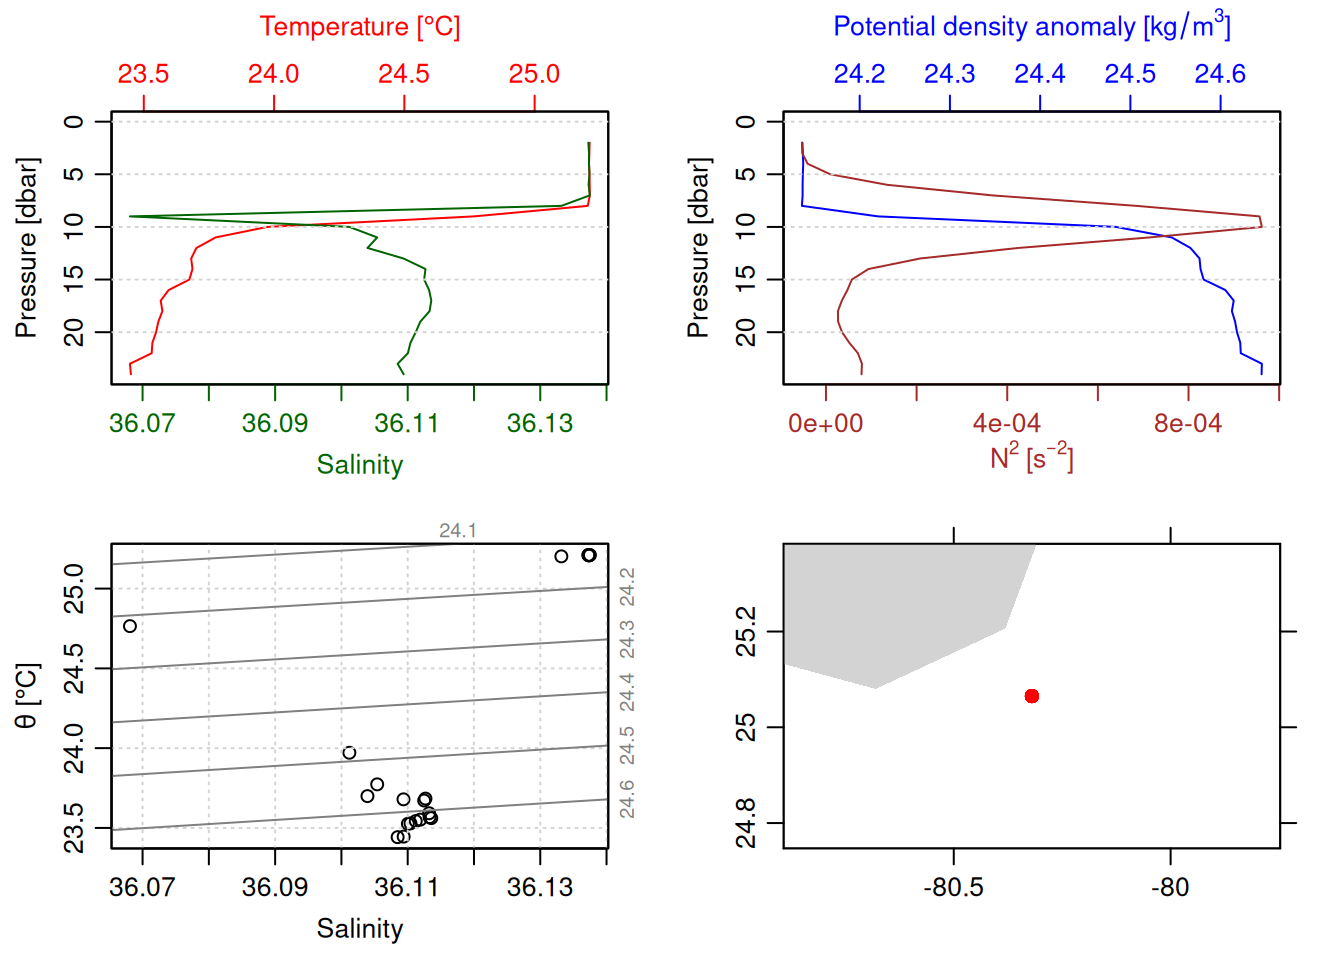 Temperature [°C]
23.5 24.0 24.5 25.0
0
5
10
15
20
Pressure [dbar]
36.07 36.09 36.11 36.13
Salinity
Potential density anomaly [kg/m³]
24.2 24.3 24.4 24.5 24.6
0
5
10
15
20
Pressure [dbar]
0e+00 4e-04 8e-04
N² [s⁻²]
24.1
24.2
24.3
24.4
24.5
24.6
25.0
24.5
24.0
23.5
θ [°C]
36.07 36.09 36.11 36.13
Salinity
25.2
25
24.8
-80.5 -80